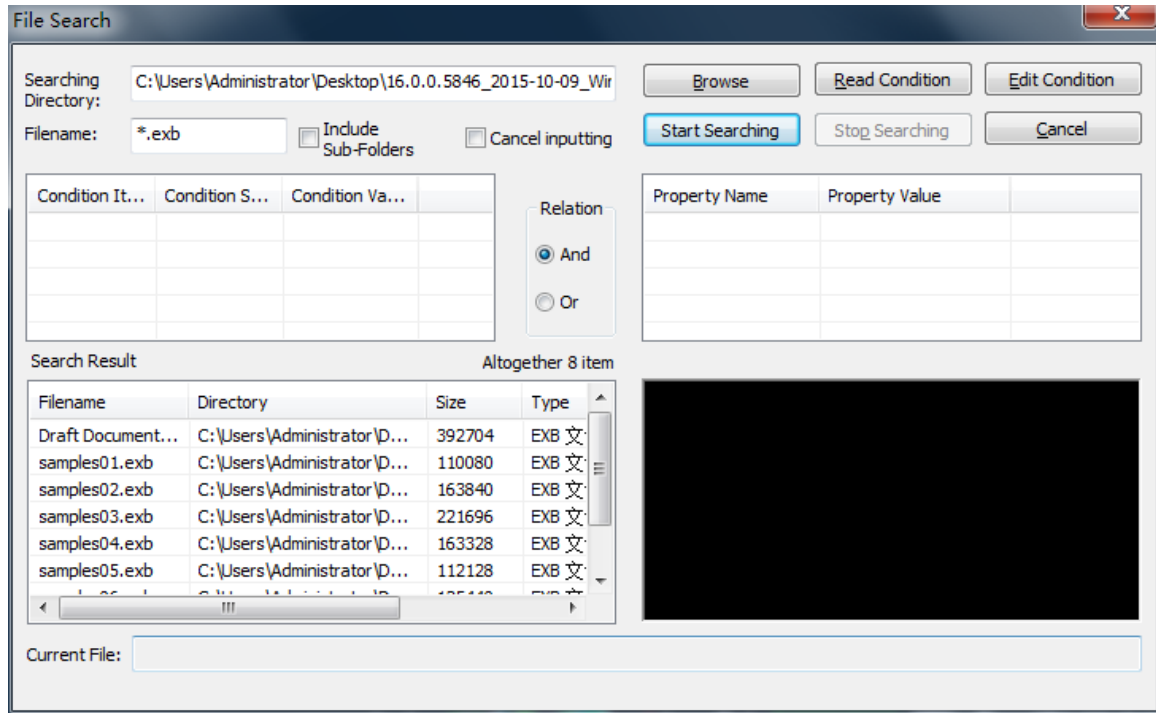 File Search
Searching Directory: C:\Users\Administrator\Desktop\16.0.0.5846_2015-10-09_Wir Browse Read Condition Edit Condition
Filename: *.exb Include Sub-Folders Cancel inputting Start Searching Stop Searching Cancel
Condition It... Condition S... Condition Va...
Relation
And
Or
Property Name Property Value
Search Result Altogether 8 item
Filename Directory Size Type
Draft Document... C:\Users\Administrator\D... 392704 EXB 文
samples01.exb C:\Users\Administrator\D... 110080 EXB 文
samples02.exb C:\Users\Administrator\D... 163840 EXB 文
samples03.exb C:\Users\Administrator\D... 221696 EXB 文
samples04.exb C:\Users\Administrator\D... 163328 EXB 文
samples05.exb C:\Users\Administrator\D... 112128 EXB 文
Current File: